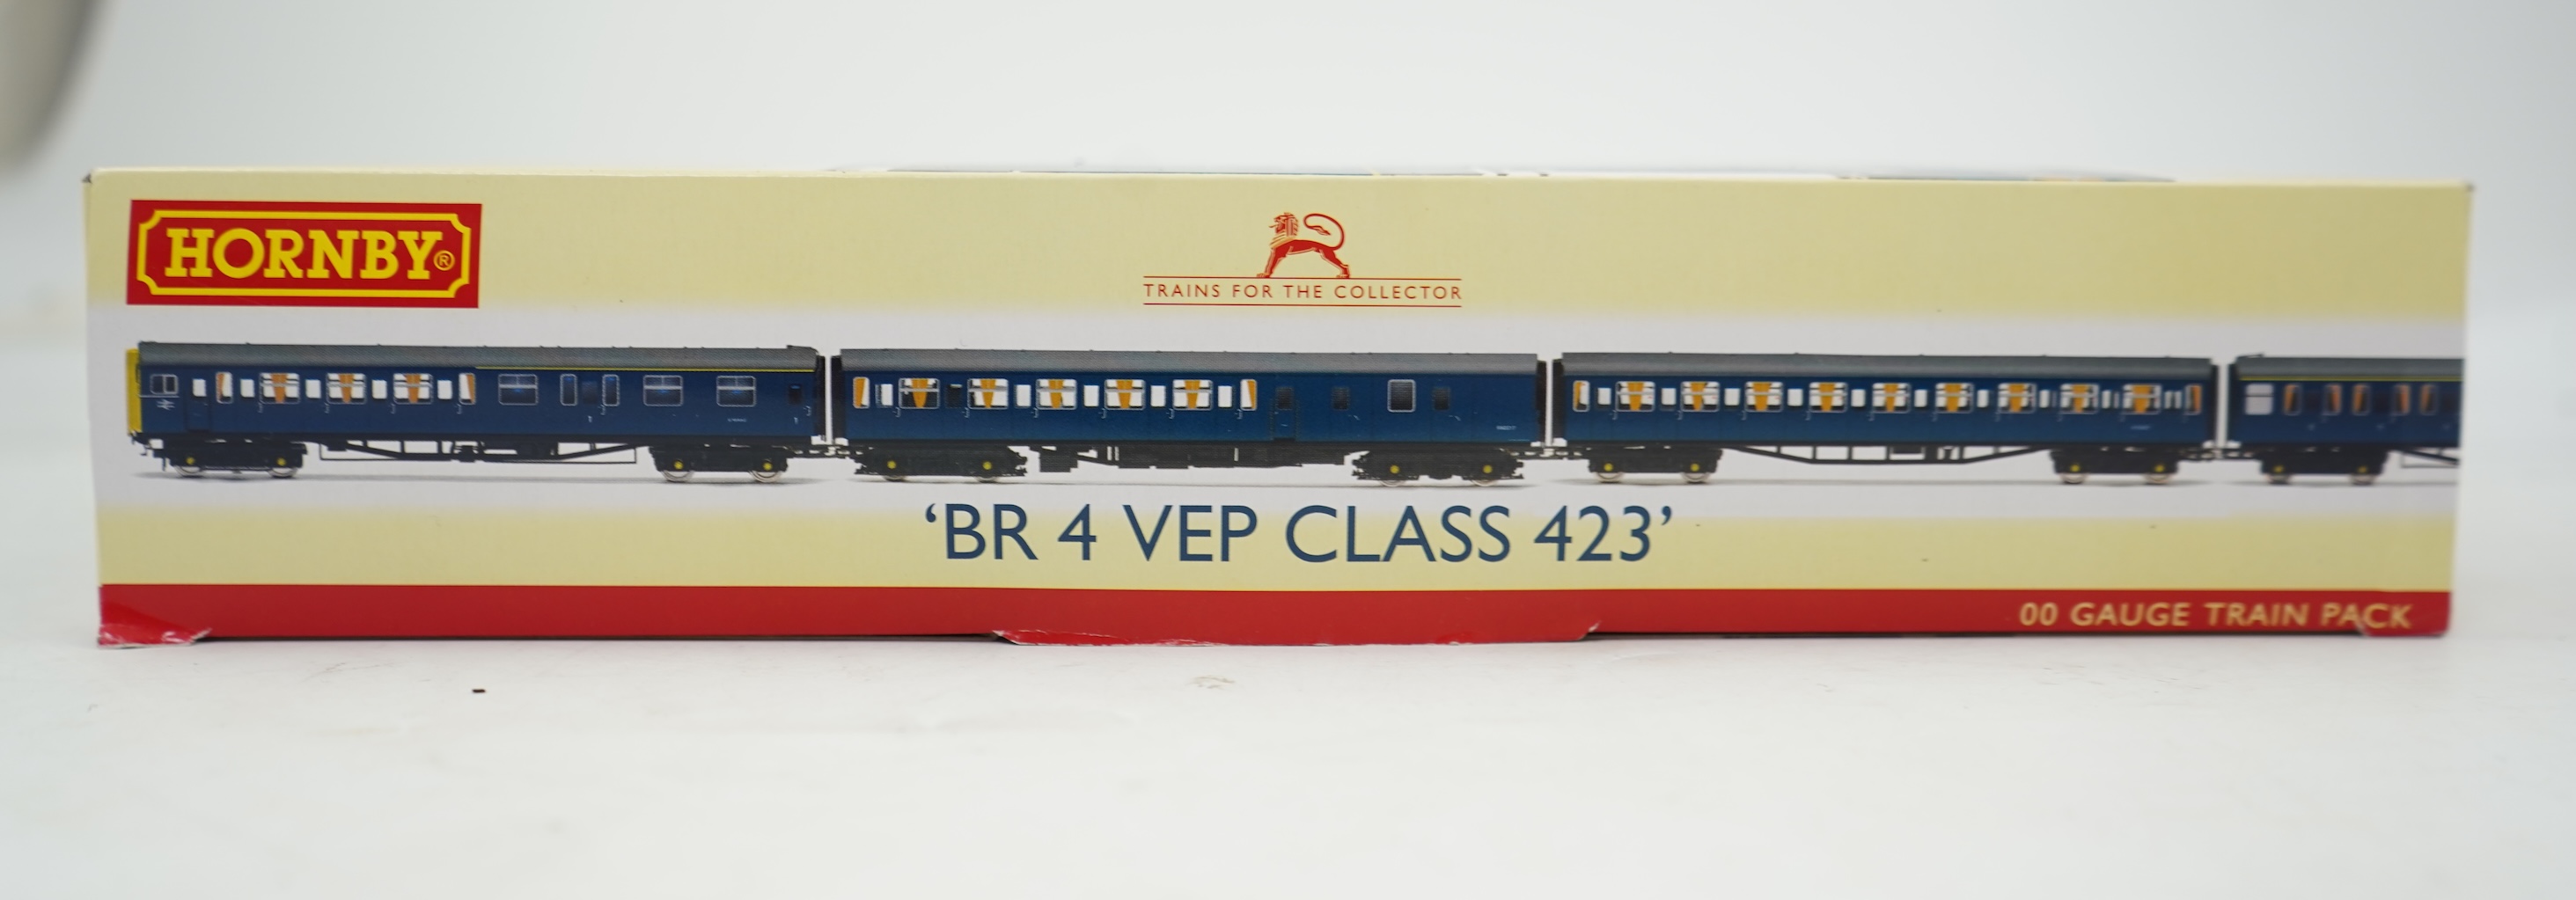 HORNBY®
TRAINS FOR THE COLLECTOR
'BR 4 VEP CLASS 423'
00 GAUGE TRAIN PACK